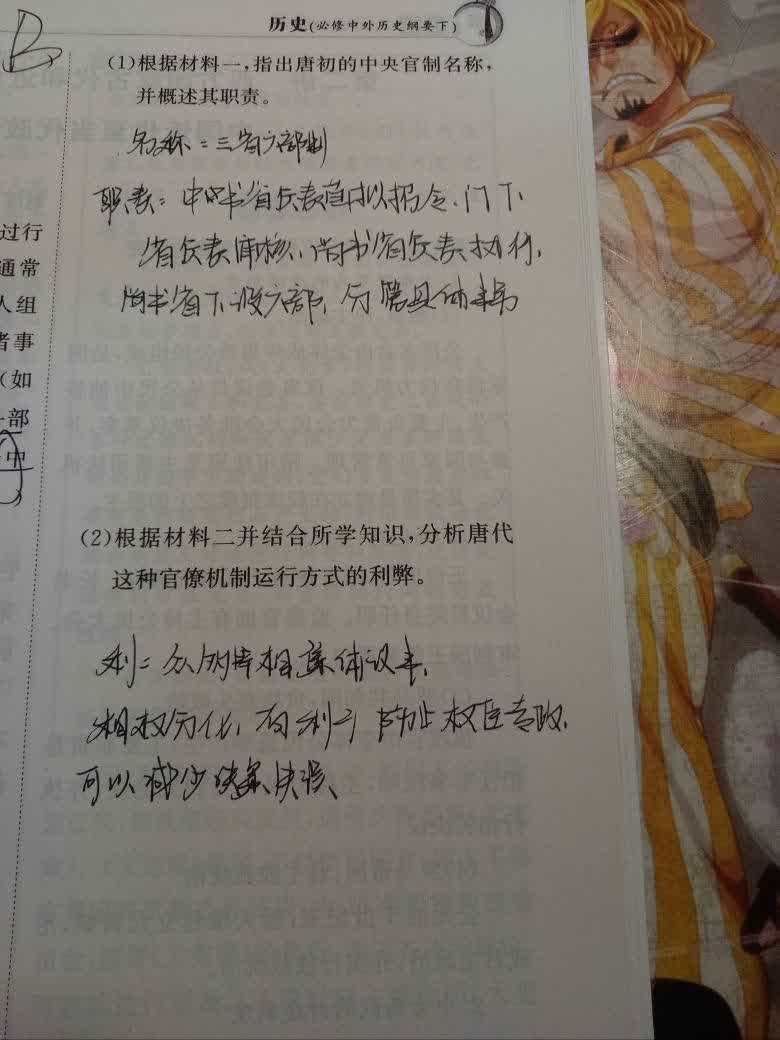 历史(必修中外历史纲要下)
B
(1)根据材料一,指出唐初的中央官制名称,
并概述其职责。
名称:三省六部制
职责:中书省负责草拟诏令、门下
省负责审核、尚书省负责执行,
尚书省下设六部、分管具体事务
过行
通常
人组
者事
(如
部
中
(2)根据材料二并结合所学知识,分析唐代
这种官僚机制运行方式的利弊。
利:众多宰相集体议事,
相权分化,有利于防止权臣专政,
可以减少决策失误、